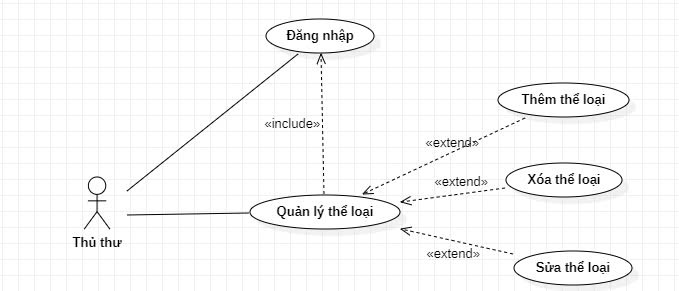 Đăng nhập
Thêm thể loại
«include»
«extend»
Xóa thể loại
«extend»
Quản lý thể loại
Thủ thư
«extend»
Sửa thể loại